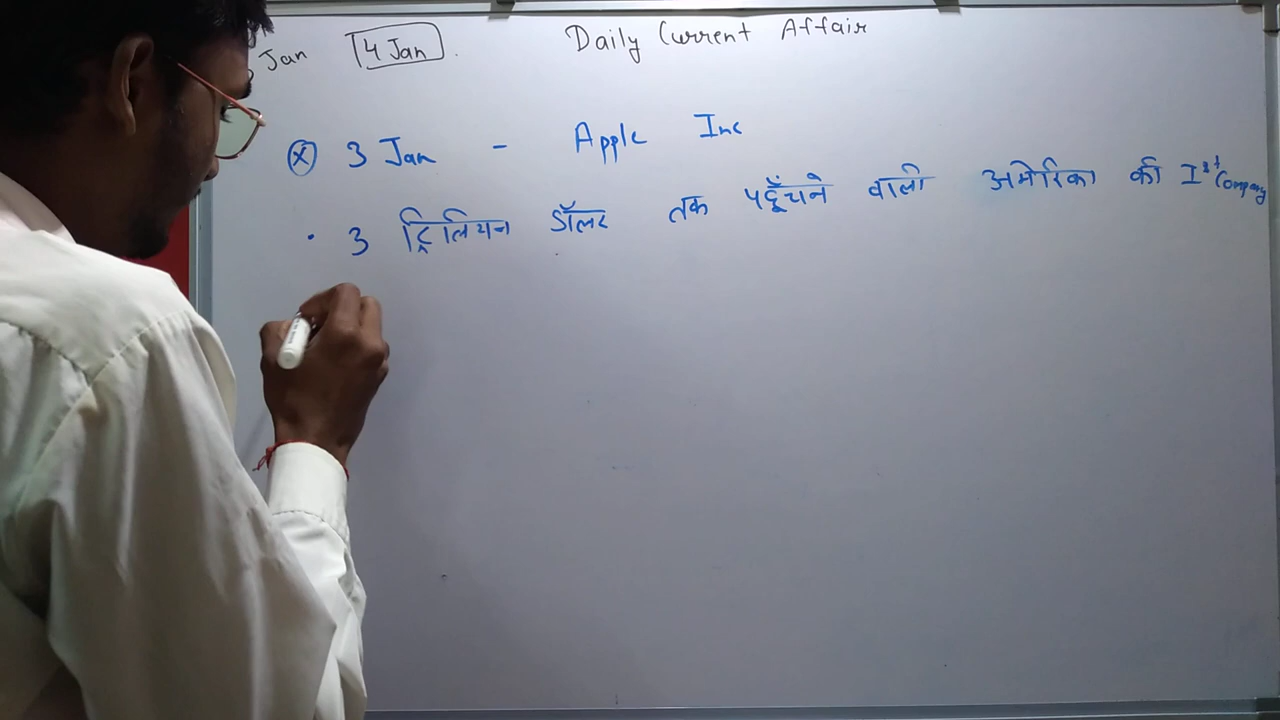 Jan 4 Jan. Daily Current Affair
(x) 3 Jan - Apple Inc
• 3 ट्रिलियन डॉलर तक पहूँचने वाली अमेरिका की Ist Company